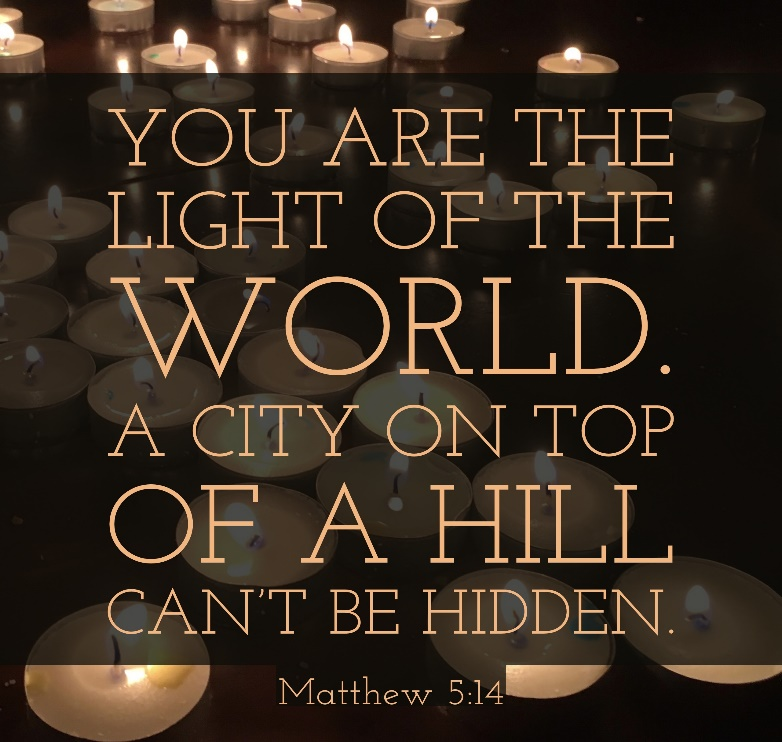 YOU ARE THE
LIGHT OF THE
WORLD.
A CITY ON TOP
OF A HILL
CAN'T BE HIDDEN.
Matthew 5:14